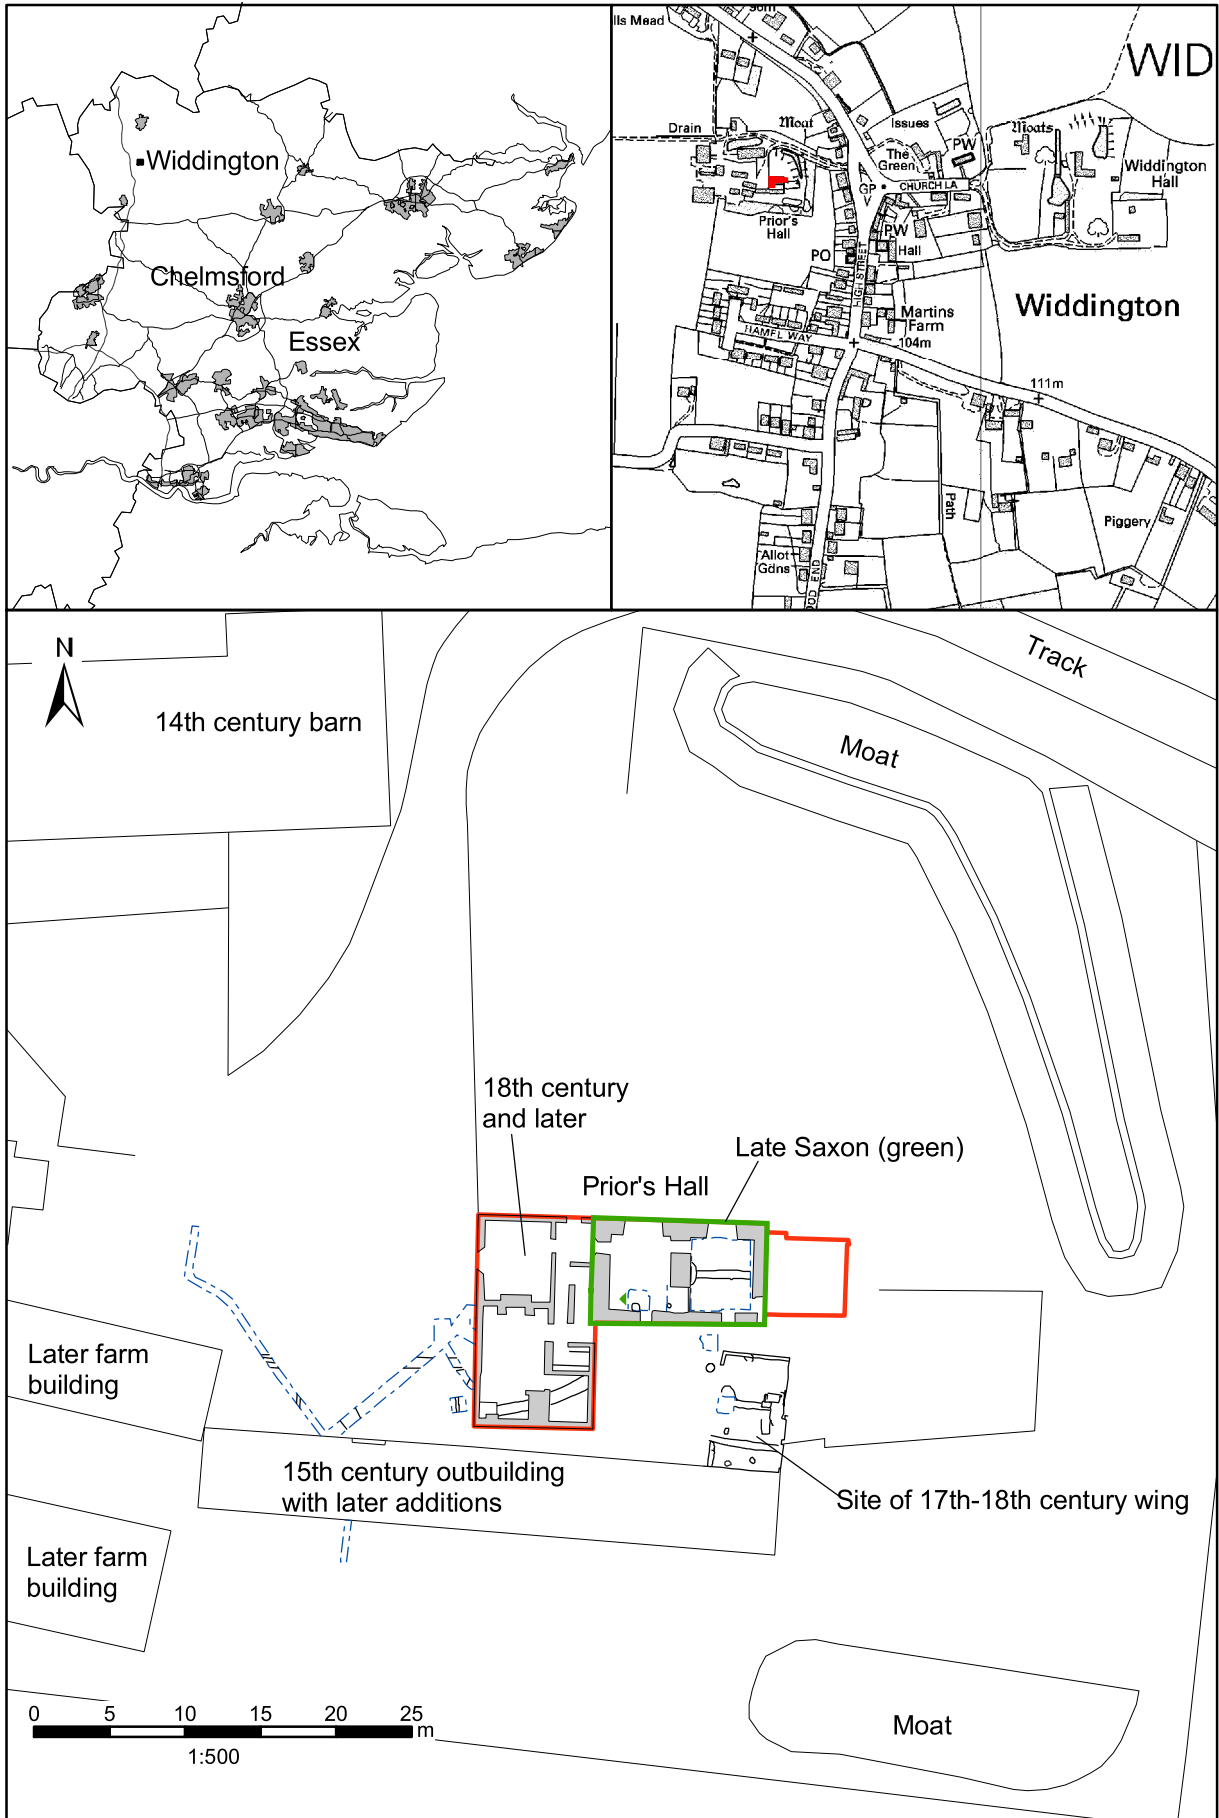 Widdington
Chelmsford
Essex
lls Mead
96m
WID
Drain
Moat
Issues
The
Green
PW
Moats
Widdington
Hall
GP
CHURCH LA
Prior's
Hall
PW
Hall
PO
HIGH STREET
Widdington
Martins
Farm
HAMEL WAY
104m
111m
Path
Piggery
Allot
Gdns
OOD END
N
14th century barn
Track
Moat
18th century
and later
Late Saxon (green)
Prior's Hall
Later farm
building
15th century outbuilding
with later additions
Site of 17th-18th century wing
Later farm
building
0 5 10 15 20 25
m
1:500
Moat